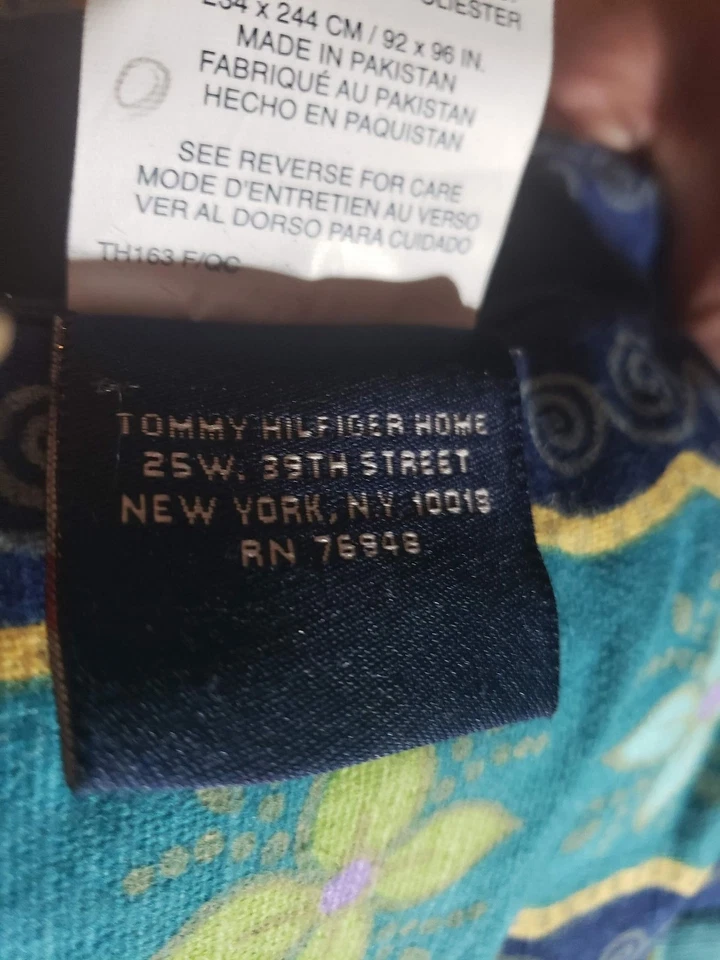 234 x 244 CM / 92 x 96 IN.
MADE IN PAKISTAN
FABRIQUÉ AU PAKISTAN
HECHO EN PAQUISTAN
SEE REVERSE FOR CARE
MODE D'ENTRETIEN AU VERSO
VER AL DORSO PARA CUIDADO
TH163 F/QC
TOMMY HILFIGER HOME
25 W. 39TH STREET
NEW YORK, N.Y. 10018
RN 76948